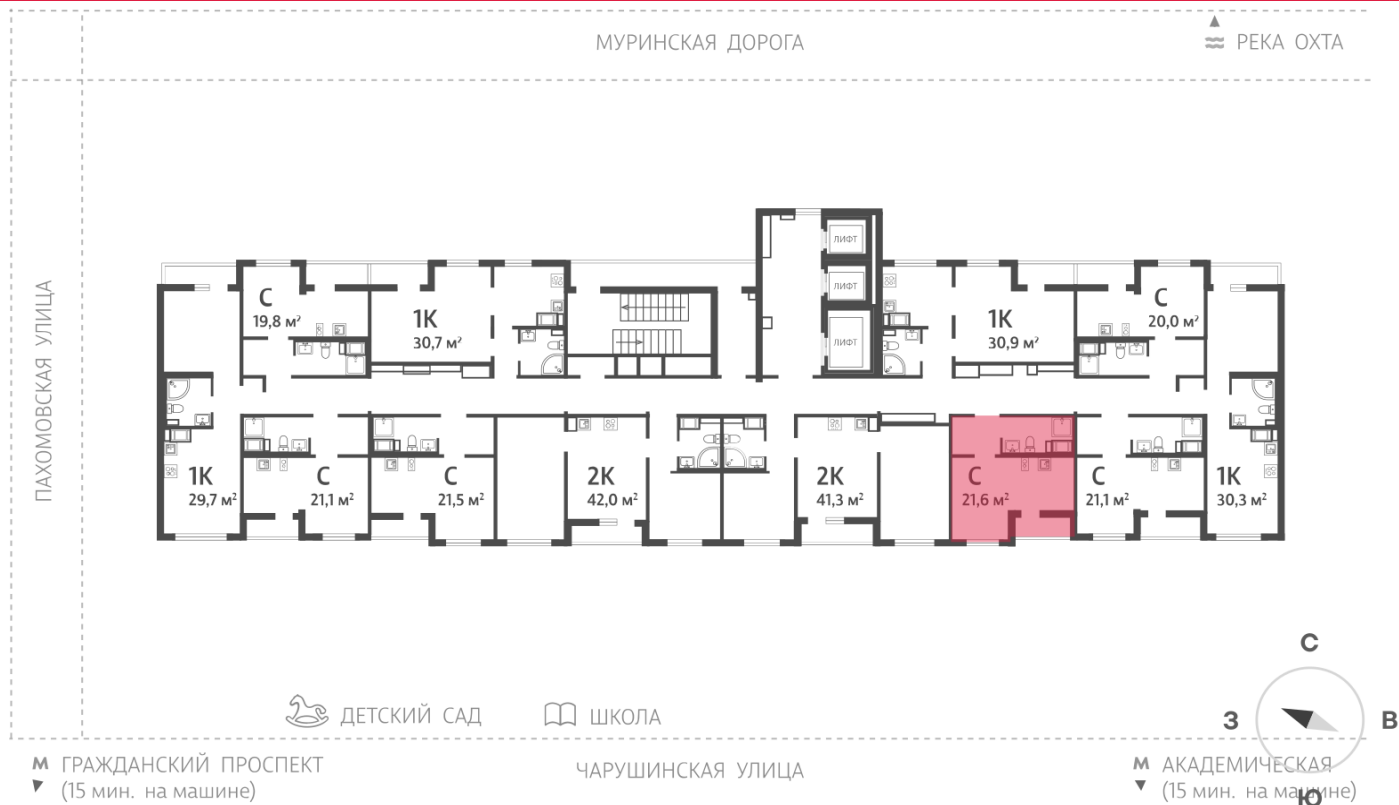 МУРИНСКАЯ ДОРОГА
РЕКА ОХТА
ПАХОМОВСКАЯ УЛИЦА
ЛИФТ
ЛИФТ
ЛИФТ
С
19,8 м²
1К
30,7 м²
1К
30,9 м²
С
20,0 м²
1К
29,7 м²
С
21,1 м²
С
21,5 м²
2К
42,0 м²
2К
41,3 м²
С
21,6 м²
С
21,1 м²
1К
30,3 м²
ДЕТСКИЙ САД
ШКОЛА
С
З
В
Ю
М ГРАЖДАНСКИЙ ПРОСПЕКТ
(15 мин. на машине)
ЧАРУШИНСКАЯ УЛИЦА
М АКАДЕМИЧЕСКАЯ
(15 мин. на машине)